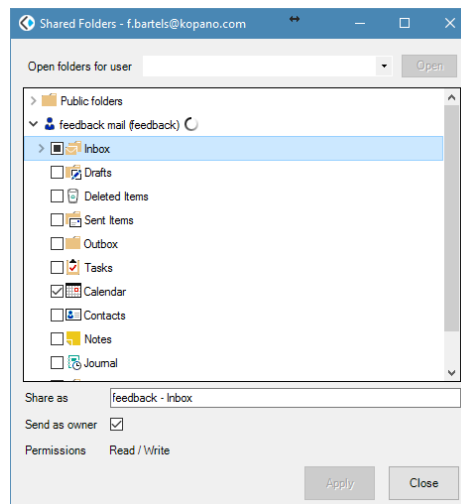 Shared Folders - f.bartels@kopano.com
Open folders for user Open
Public folders
feedback mail (feedback)
Inbox
Drafts
Deleted Items
Sent Items
Outbox
Tasks
Calendar
Contacts
Notes
Journal
Share as feedback - Inbox
Send as owner
Permissions Read / Write
Apply Close